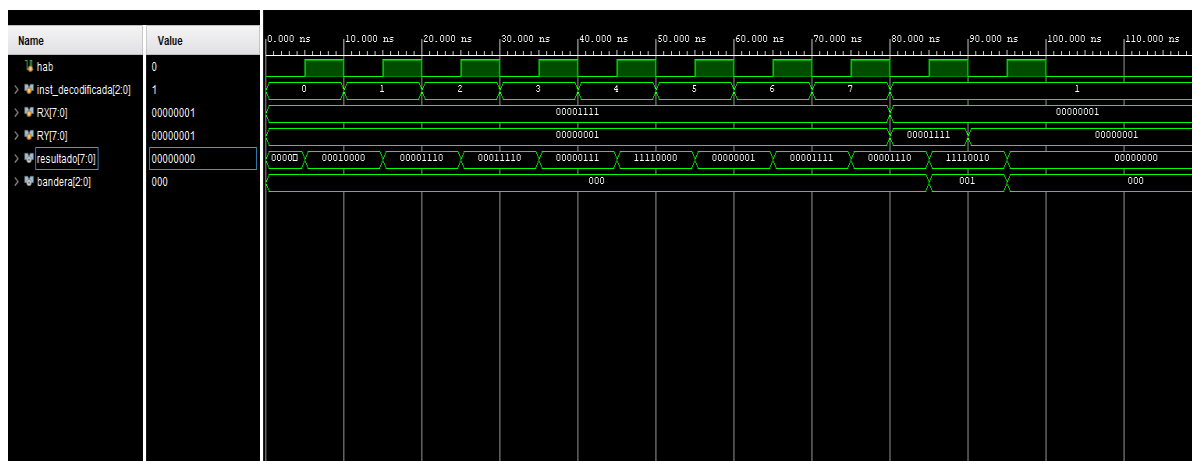 Name Value
0.000 ns 10.000 ns 20.000 ns 30.000 ns 40.000 ns 50.000 ns 60.000 ns 70.000 ns 80.000 ns 90.000 ns 100.000 ns 110.000 ns
hab 0
inst_decodificada[2:0] 1 0 1 2 3 4 5 6 7 1
RX[7:0] 00000001 00001111 00000001
RY[7:0] 00000001 00000001 00001111 00000001
resultado[7:0] 00000000 00000 00010000 00001110 00011110 00000111 11110000 00000001 00001111 00001110 11110010 00000000
bandera[2:0] 000 000 001 000